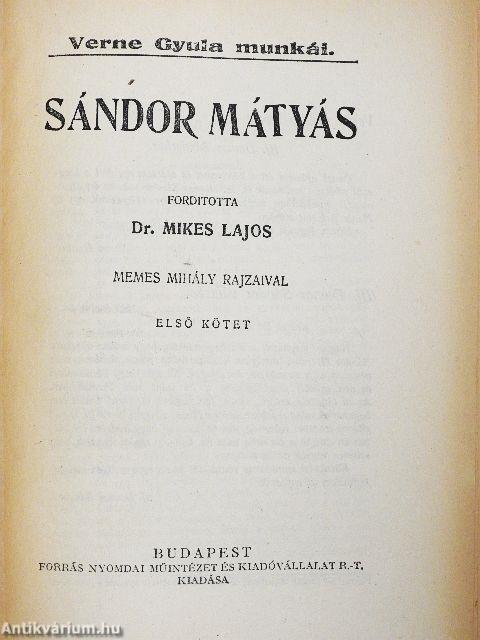 Verne Gyula munkái.
SÁNDOR MÁTYÁS
FORDITOTTA
Dr. MIKES LAJOS
MEMES MIHÁLY RAJZAIVAL
ELSŐ KÖTET
BUDAPEST
FORRÁS NYOMDAI MŰINTÉZET ÉS KIADÓVÁLLALAT R.-T.
KIADÁSA
Antikvárium.hu